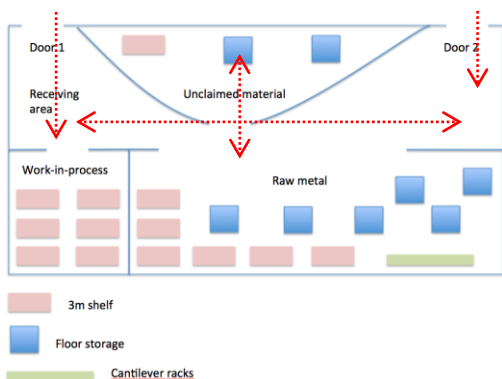 Door 1
Door 2
Receiving
area
Unclaimed material
Work-in-process
Raw metal
3m shelf
Floor storage
Cantilever racks